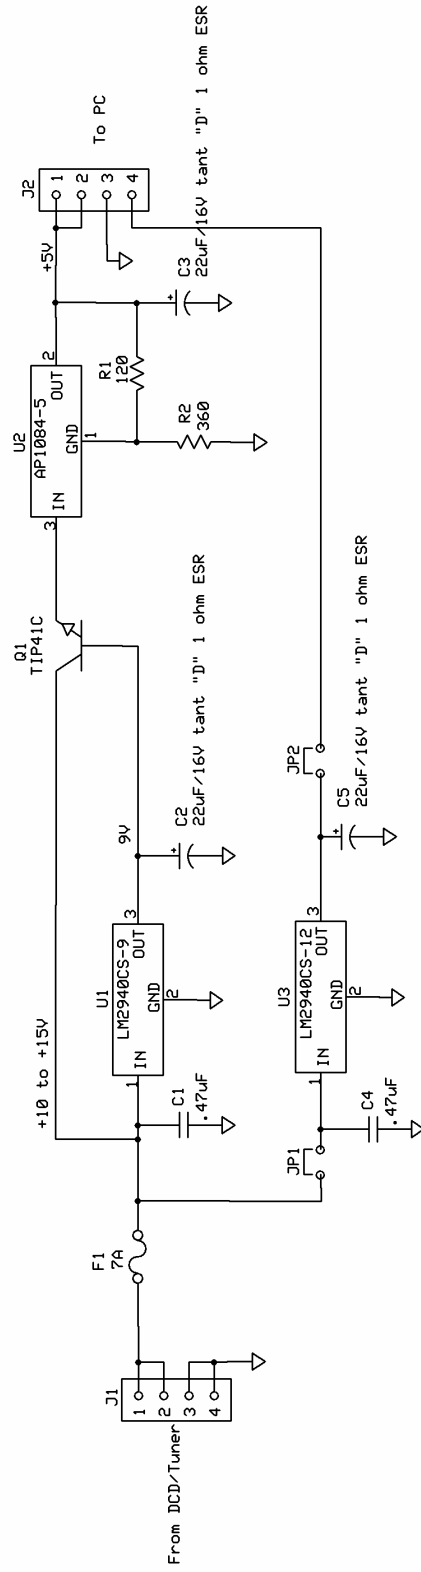 From DCD/Tuner
J1
1
2
3
4
F1
7A
+10 to +15V
C1
.47uF
U1
LM2940CS-9
IN
OUT
GND
1
2
3
9V
C2
22uF/16V tant "D" 1 ohm ESR
Q1
TIP41C
U2
AP1084-5
IN
OUT
GND
3
2
1
R1
120
R2
360
+5V
C3
22uF/16V tant "D" 1 ohm ESR
J2
1
2
3
4
To PC
JP1
C4
.47uF
U3
LM2940CS-12
IN
OUT
GND
1
2
3
C5
22uF/16V tant "D" 1 ohm ESR
JP2